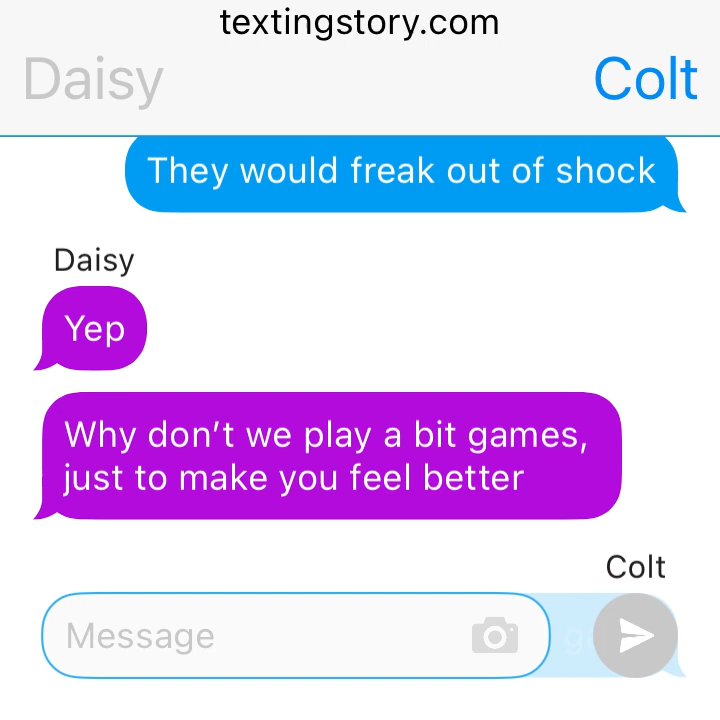 textingstory.com
Daisy
Colt
They would freak out of shock
Daisy
Yep
Why don’t we play a bit games,
just to make you feel better
Colt
Message